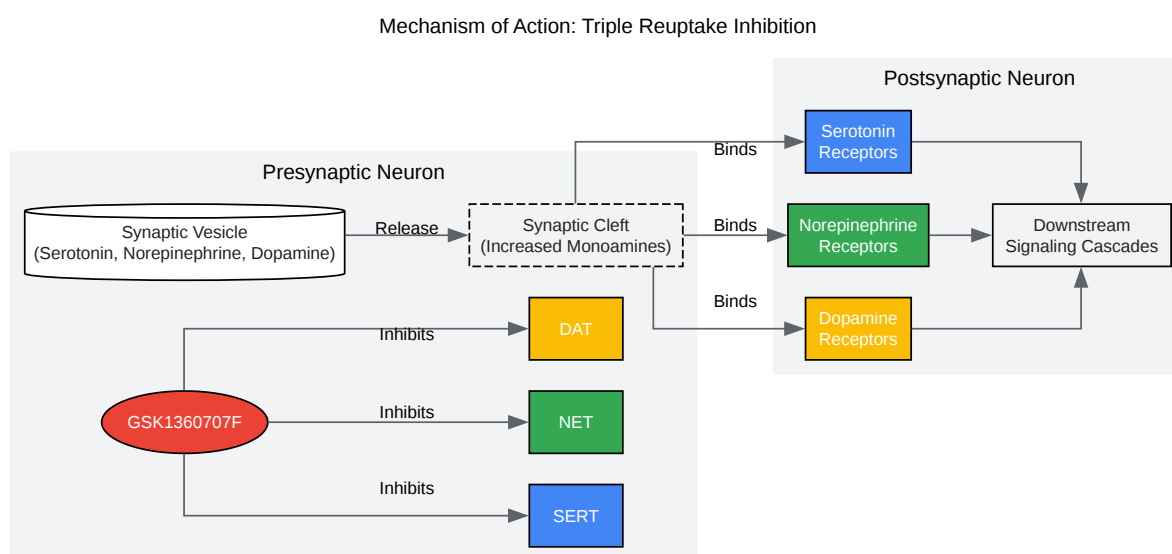 Mechanism of Action: Triple Reuptake Inhibition
Postsynaptic Neuron
Serotonin
Receptors
Binds
Presynaptic Neuron
Synaptic Vesicle
(Serotonin, Norepinephrine, Dopamine)
Release
Synaptic Cleft
(Increased Monoamines)
Binds
Norepinephrine
Receptors
Downstream
Signaling Cascades
Binds
Dopamine
Receptors
Inhibits
DAT
GSK1360707F
Inhibits
NET
Inhibits
SERT